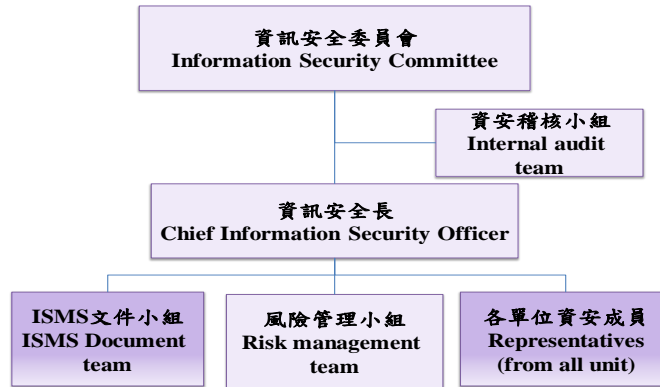 資訊安全委員會
Information Security Committee
資安稽核小組
Internal audit
team
資訊安全長
Chief Information Security Officer
ISMS文件小組
ISMS Document
team
風險管理小組
Risk management
team
各單位資安成員
Representatives
(from all unit)